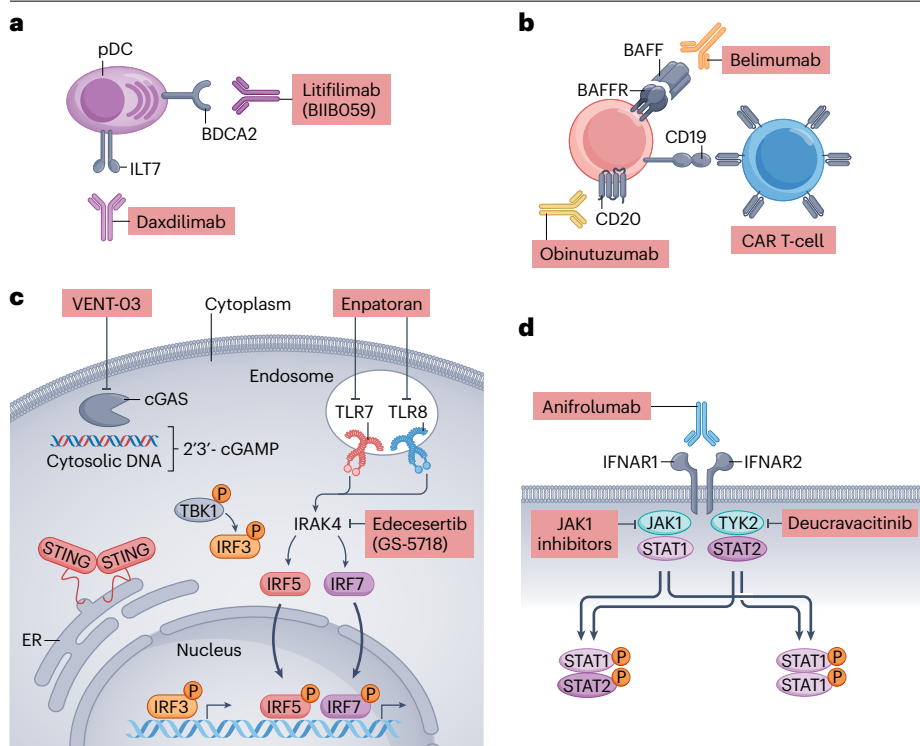 a
pDC
Litifilimab
(BIIB059)
BDCA2
ILT7
Daxdilimab
b
BAFF
Belimumab
BAFFR
CD19
CD20
Obinutuzumab
CAR T-cell
c
VENT-03
Cytoplasm
Enpatoran
Endosome
cGAS
TLR7
TLR8
2′3′- cGAMP
Cytosolic DNA
P
TBK1
P
IRF3
IRAK4
Edecesertib
(GS-5718)
STING
STING
IRF5
IRF7
ER
Nucleus
P
IRF3
P
IRF5
P
IRF7
d
Anifrolumab
IFNAR1
IFNAR2
JAK1
inhibitors
JAK1
TYK2
Deucravacitinib
STAT1
STAT2
STAT1
P
STAT2
P
STAT1
P
STAT1
P